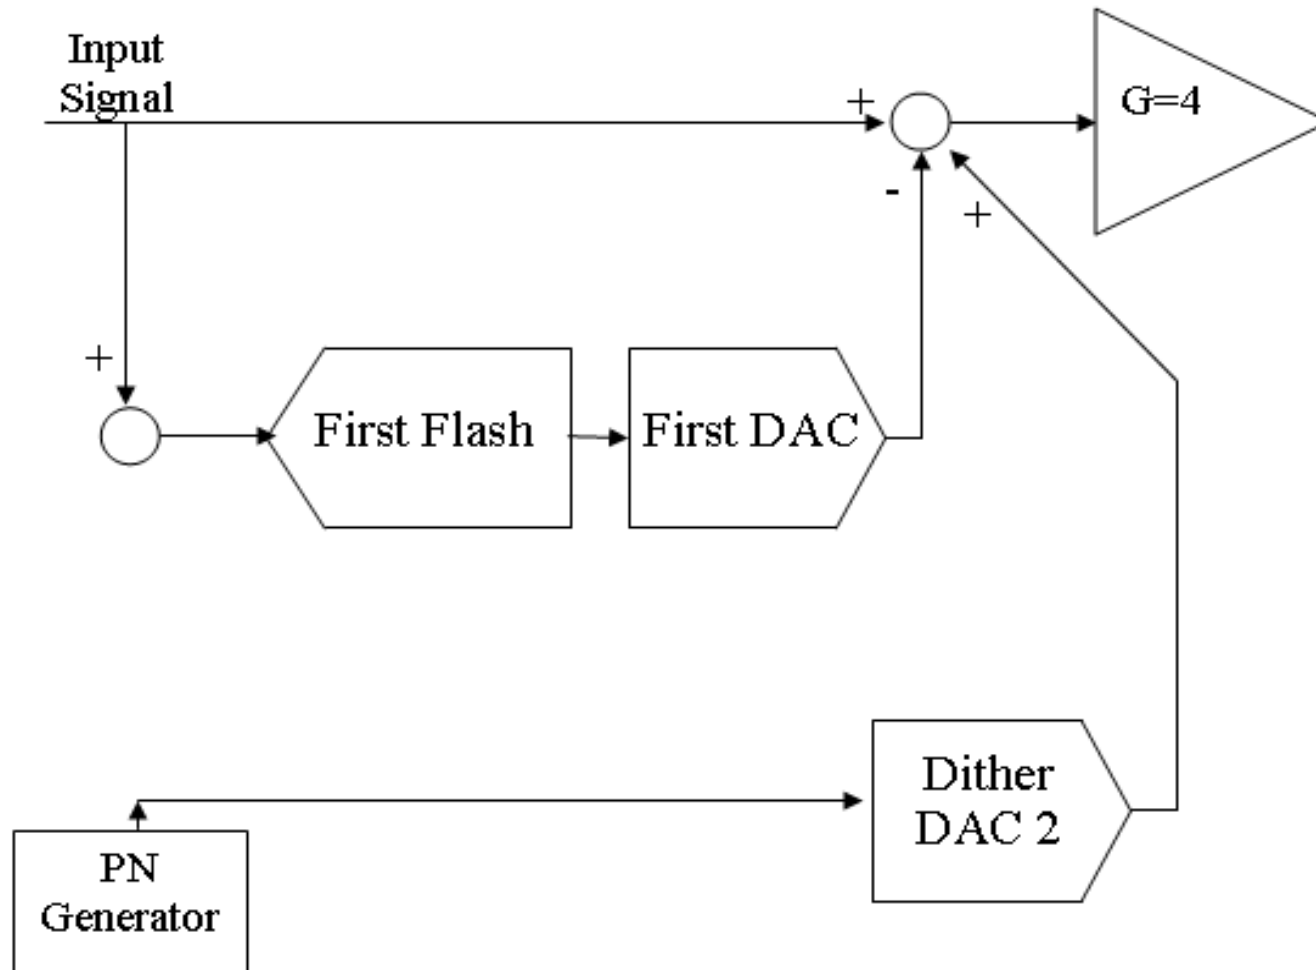 Input
Signal
+
G=4
-
+
+
First Flash
First DAC
Dither
DAC 2
PN
Generator